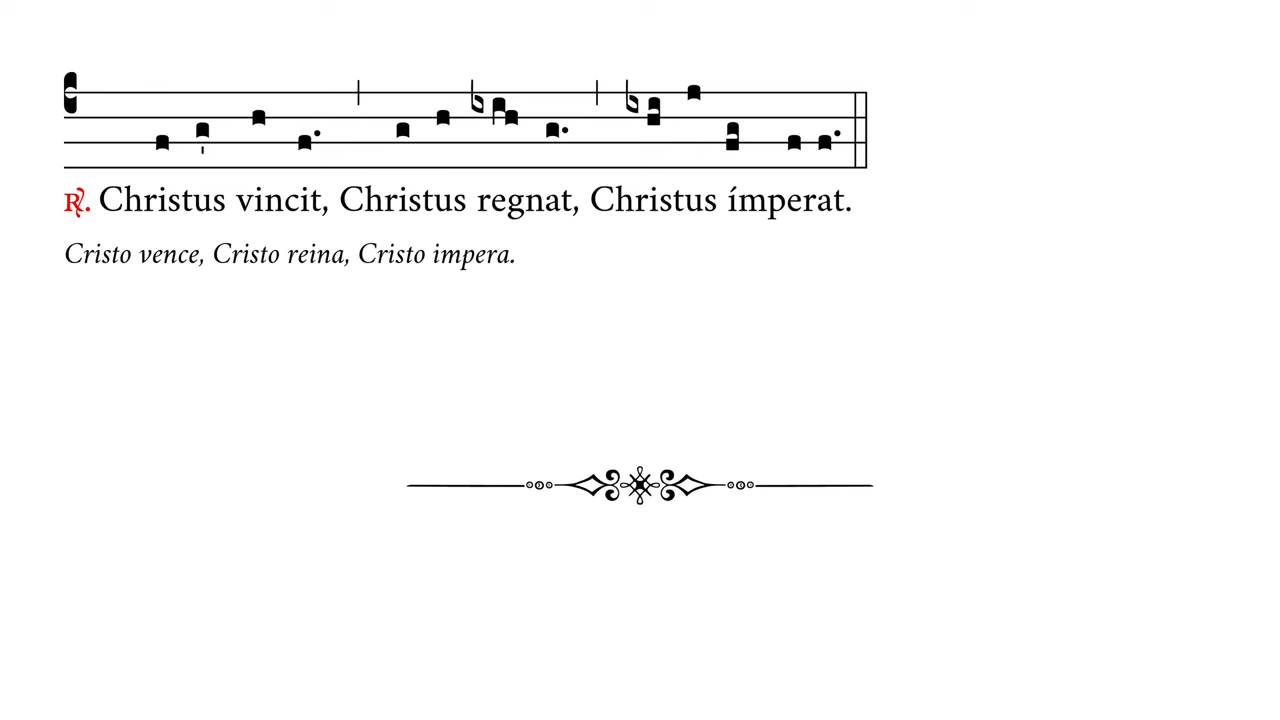 ℟. Christus vincit, Christus regnat, Christus ímperat.
Cristo vence, Cristo reina, Cristo impera.